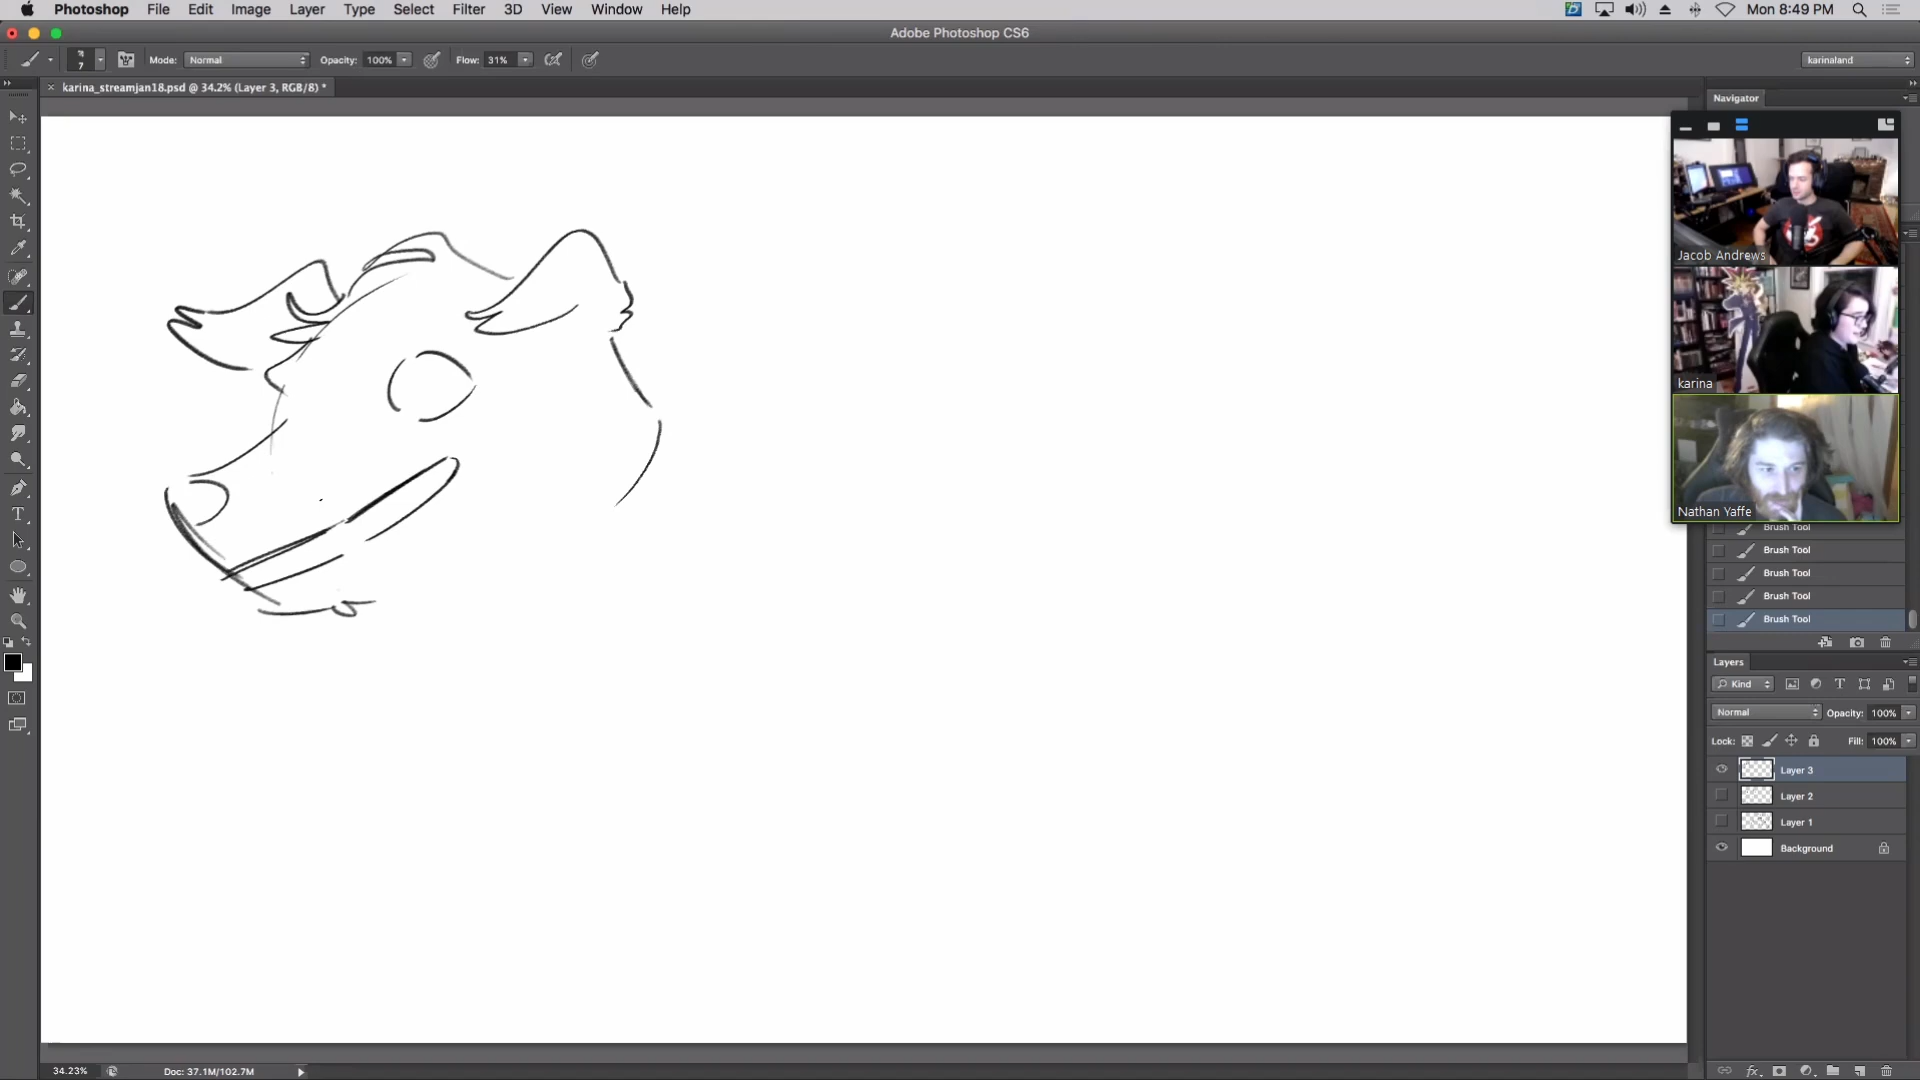 Photoshop File Edit Image Layer Type Select Filter 3D View Window Help Mon 8:49 PM
Adobe Photoshop CS6
7 Mode: Normal Opacity: 100% Flow: 31% karinaland
karina_streamjan18.psd @ 34.2% (Layer 3, RGB/8) *
Navigator
Jacob Andrews
karina
Nathan Yaffe
Brush Tool
Brush Tool
Brush Tool
Brush Tool
Brush Tool
Layers
Kind
Normal Opacity: 100%
Lock: Fill: 100%
Layer 3
Layer 2
Layer 1
Background
34.23% Doc: 37.1M/102.7M